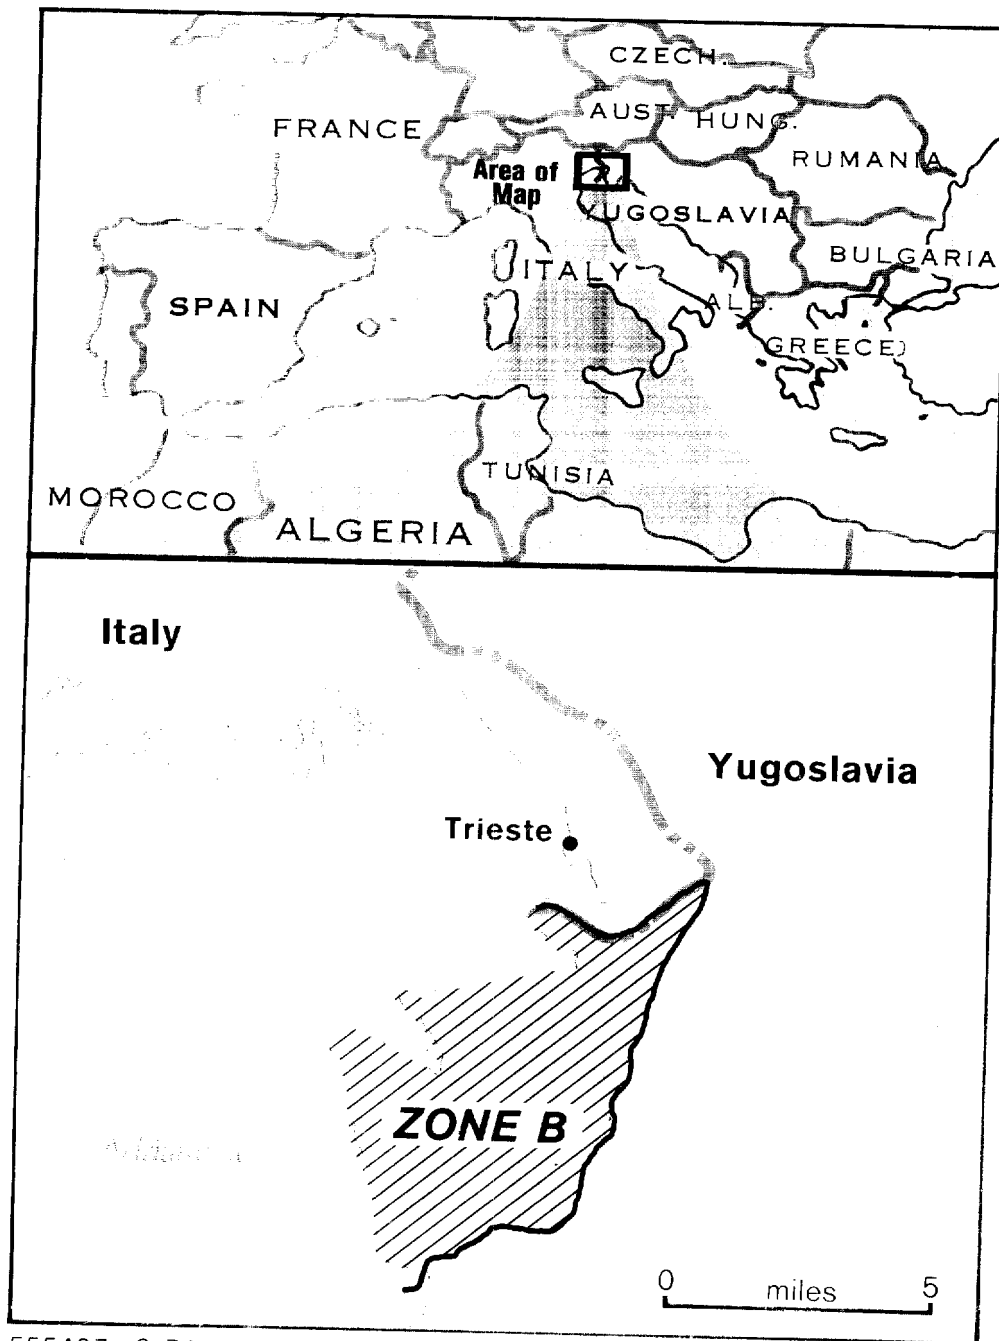 CZECH.
AUST. HUNG.
FRANCE
RUMANIA
Area of
Map
YUGOSLAVIA
BULGARIA
ITALY
SPAIN
ALB.
GREECE
TUNISIA
MOROCCO
ALGERIA
Italy
Yugoslavia
Trieste
ZONE B
0 miles 5